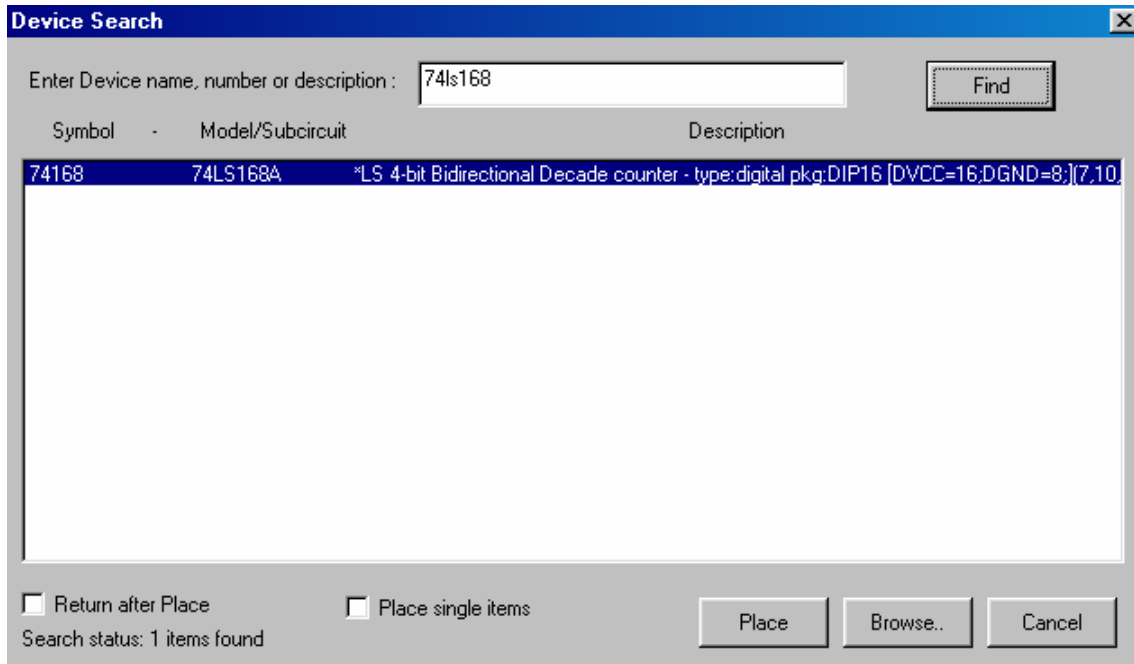 Device Search
Enter Device name, number or description : 74ls168 Find
Symbol - Model/Subcircuit Description
74168 74LS168A *LS 4-bit Bidirectional Decade counter - type:digital pkg:DIP16 [DVCC=16;DGND=8;](7,10,
Return after Place Place single items Place Browse.. Cancel
Search status: 1 items found